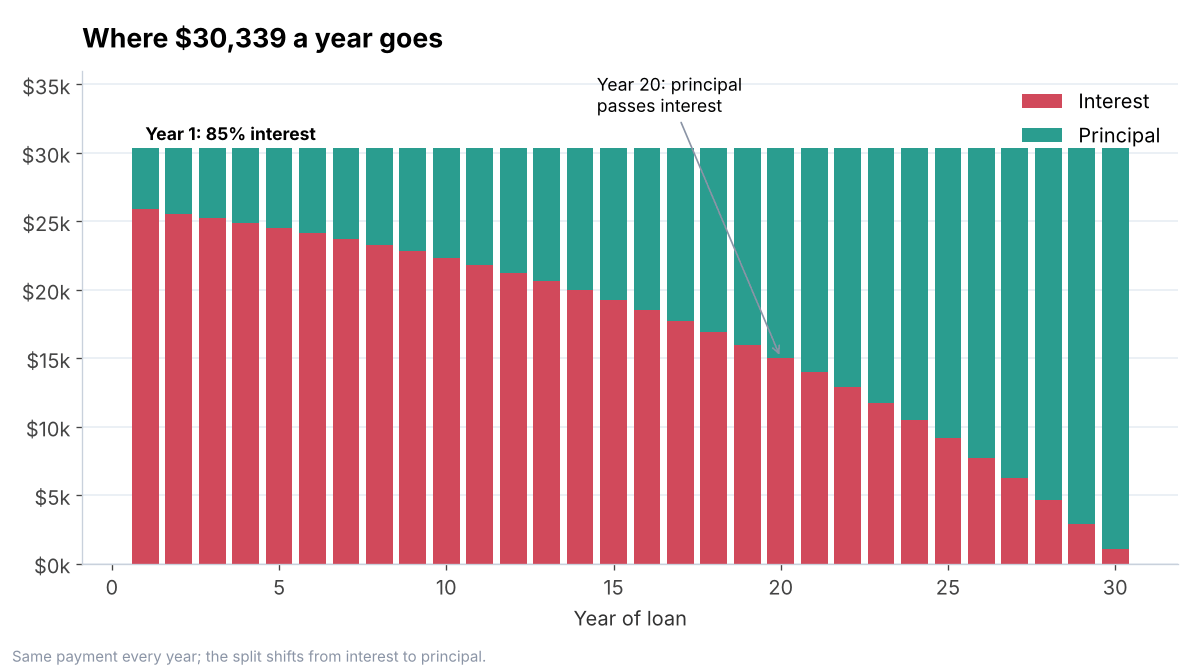 Where $30,339 a year goes
$35k
$30k
$25k
$20k
$15k
$10k
$5k
$0k
Year 1: 85% interest
Year 20: principal
passes interest
Interest
Principal
0
5
10
15
20
25
30
Year of loan
Same payment every year; the split shifts from interest to principal.